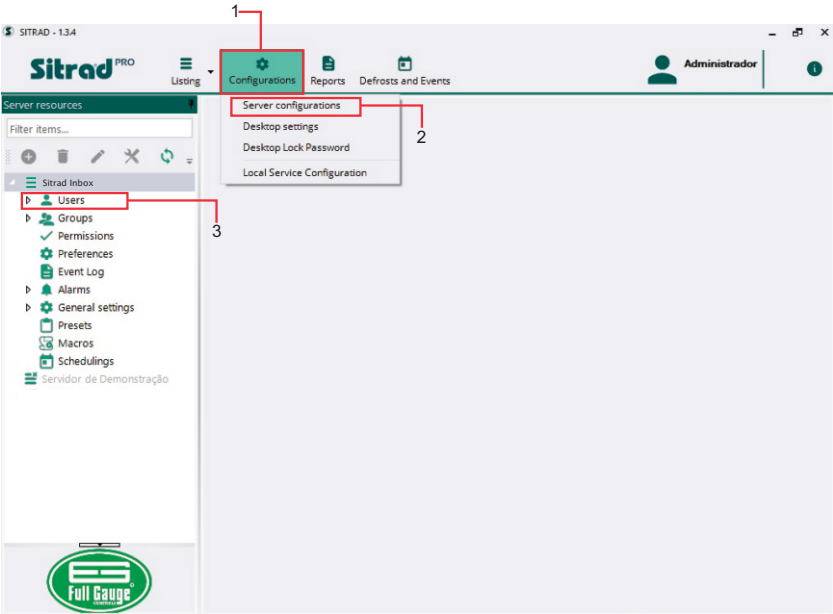 1
SITRAD - 1.3.4
Sitrad PRO
Listing
Configurations
Reports
Defrosts and Events
Administrador
Server resources
Filter items...
Server configurations
Desktop settings
Desktop Lock Password
Local Service Configuration
2
Sitrad Inbox
Users
3
Groups
Permissions
Preferences
Event Log
Alarms
General settings
Presets
Macros
Schedulings
Servidor de Demonstração
Full Gauge